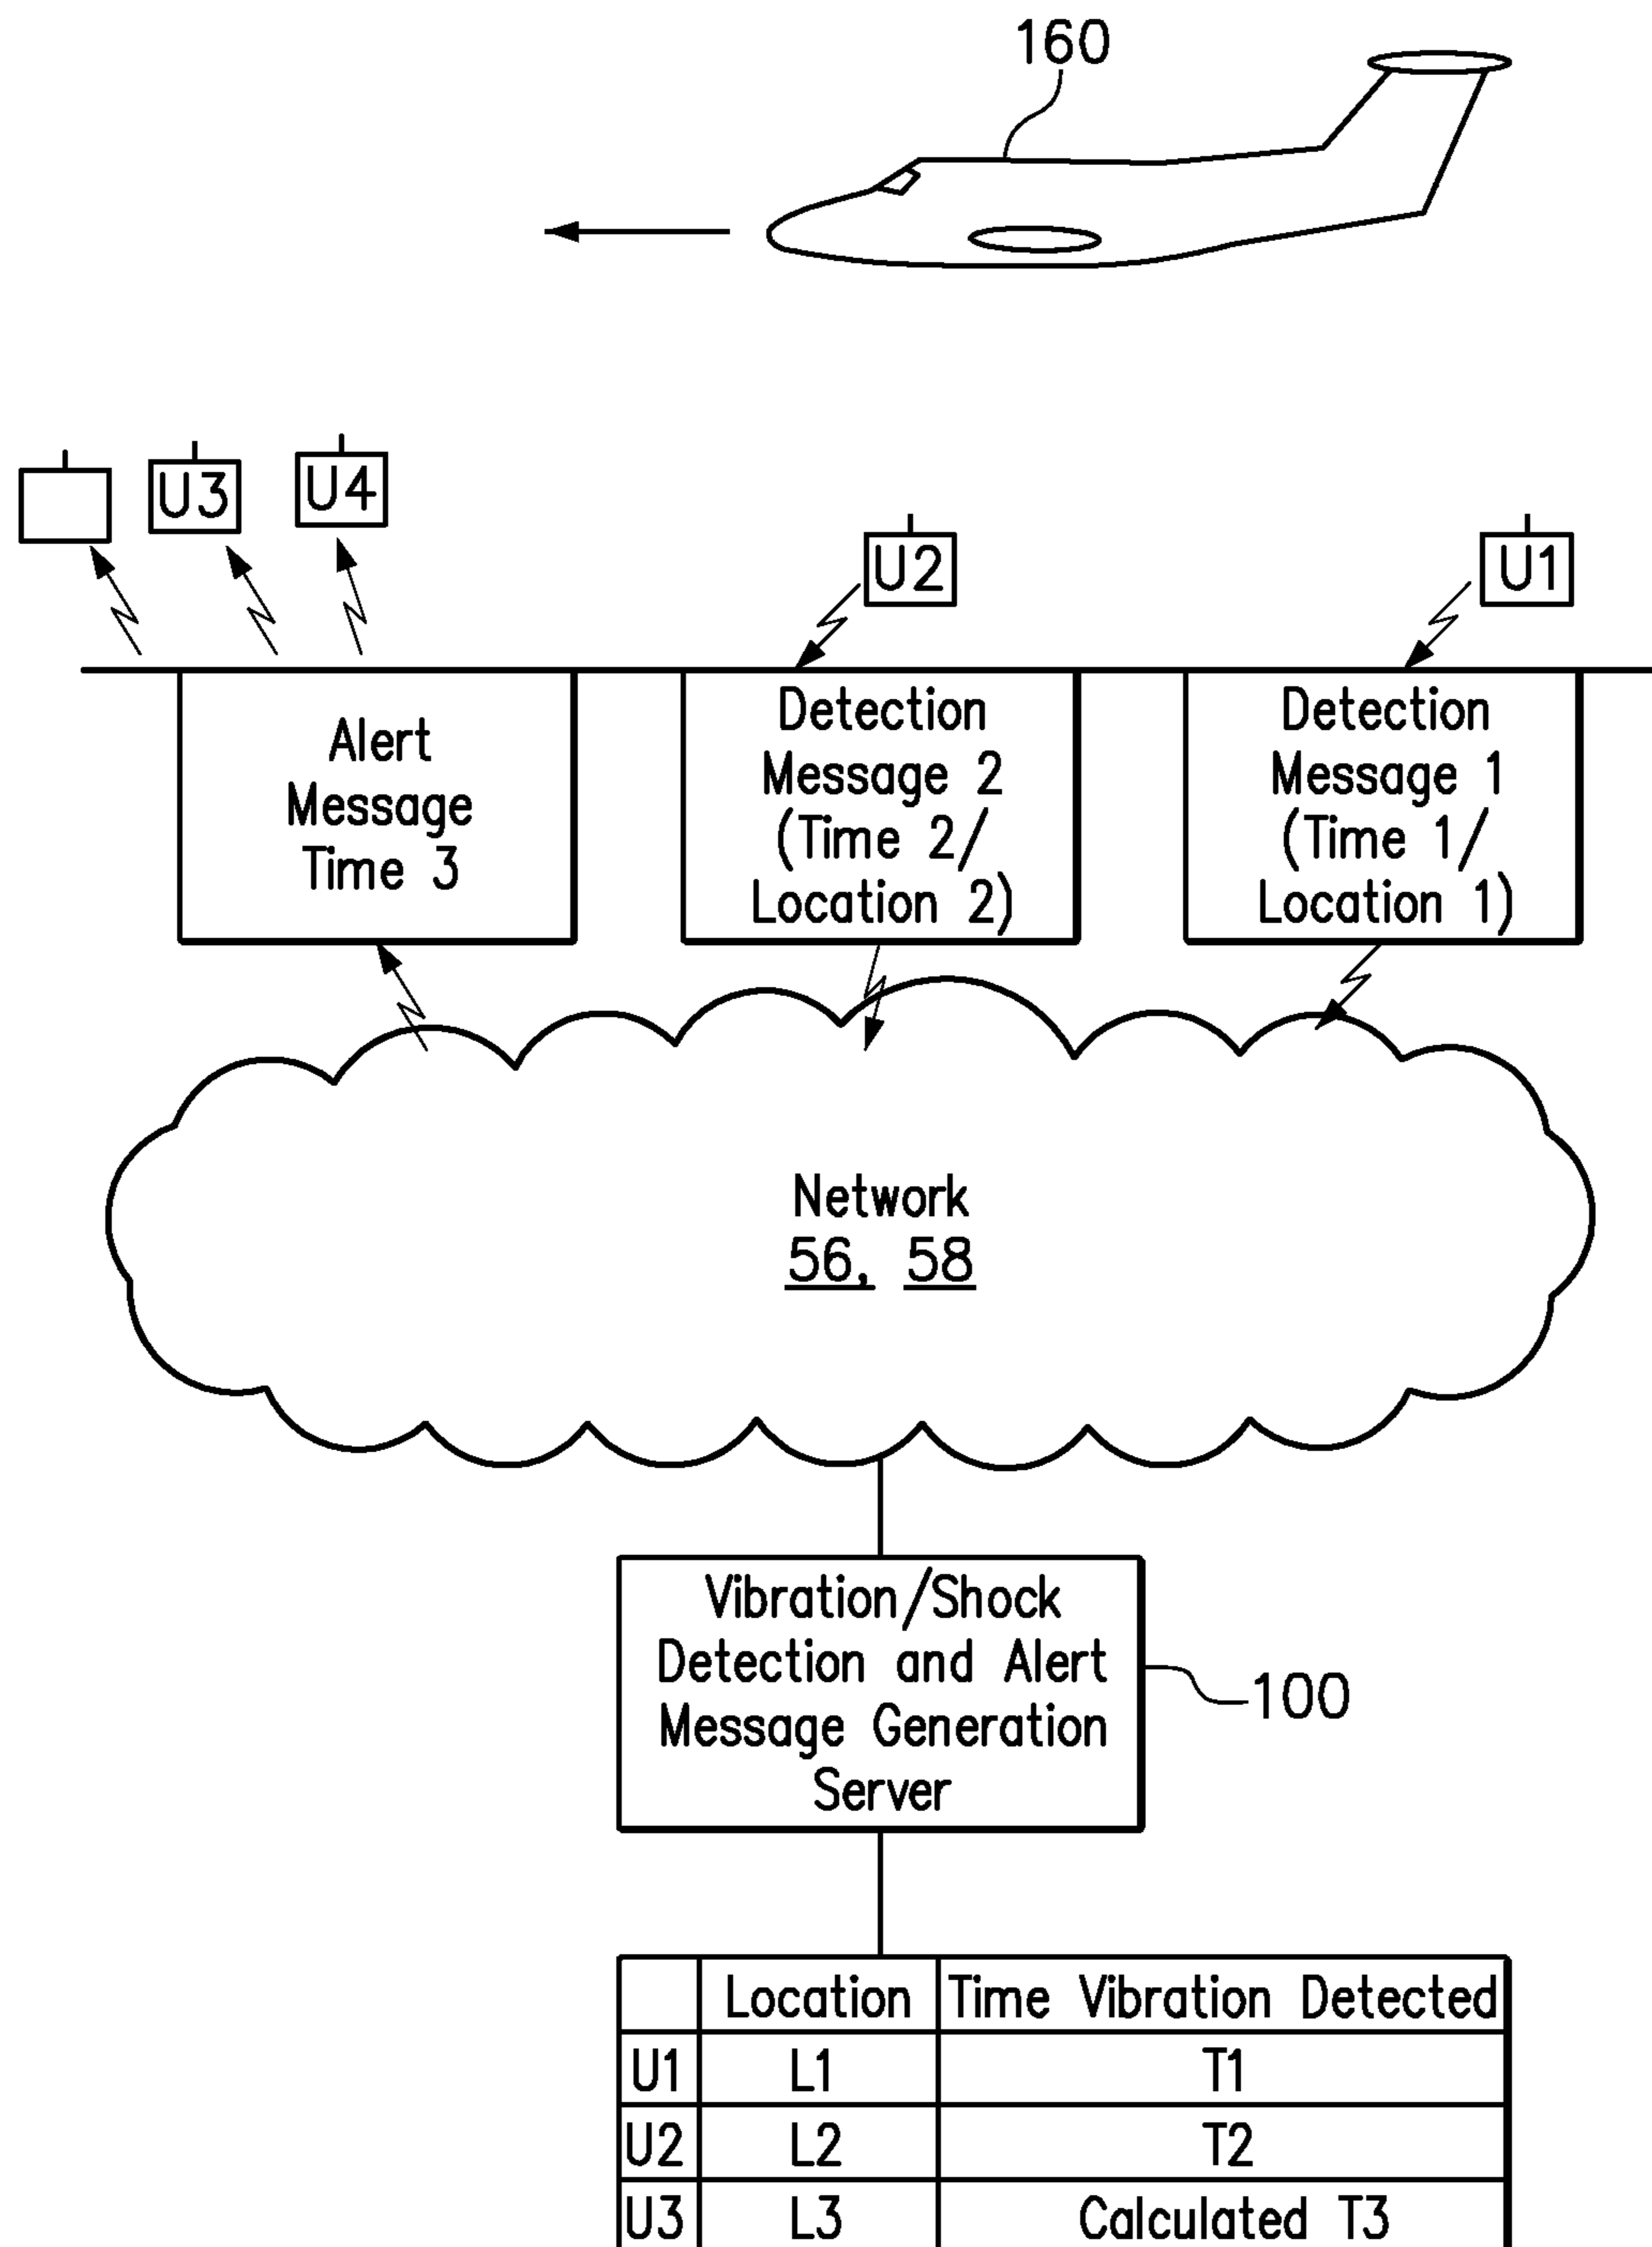 160
U3
U4
U2
U1
Alert
Message
Time 3
Detection
Message 2
(Time 2/
Location 2)
Detection
Message 1
(Time 1/
Location 1)
Network
56, 58
Vibration/Shock
Detection and Alert
Message Generation
Server
100
Location Time Vibration Detected
U1 L1 T1
U2 L2 T2
U3 L3 Calculated T3